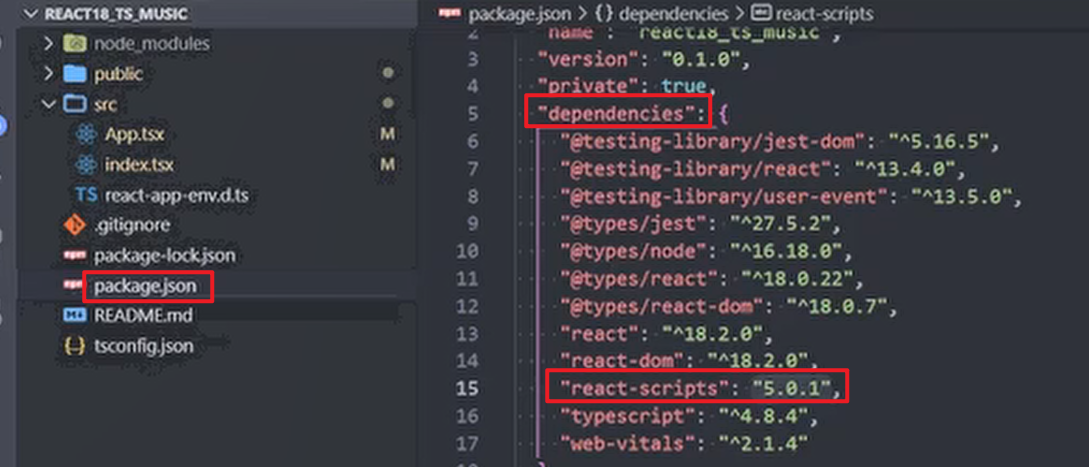 REACT18_TS_MUSIC
node_modules
public
src
App.tsx M
index.tsx M
TS react-app-env.d.ts
.gitignore
package-lock.json
package.json
README.md
tsconfig.json
package.json > {} dependencies > react-scripts
2 "name": "react18_ts_music",
3 "version": "0.1.0",
4 "private": true,
5 "dependencies": {
6 "@testing-library/jest-dom": "^5.16.5",
7 "@testing-library/react": "^13.4.0",
8 "@testing-library/user-event": "^13.5.0",
9 "@types/jest": "^27.5.2",
10 "@types/node": "^16.18.0",
11 "@types/react": "^18.0.22",
12 "@types/react-dom": "^18.0.7",
13 "react": "^18.2.0",
14 "react-dom": "^18.2.0",
15 "react-scripts": "5.0.1",
16 "typescript": "^4.8.4",
17 "web-vitals": "^2.1.4"